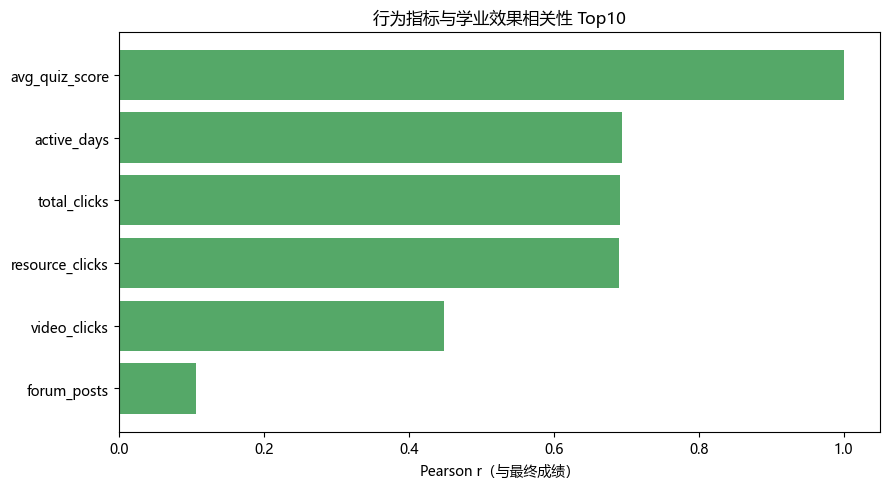 行为指标与学业效果相关性 Top10
avg_quiz_score
active_days
total_clicks
resource_clicks
video_clicks
forum_posts
0.0 0.2 0.4 0.6 0.8 1.0
Pearson r（与最终成绩）